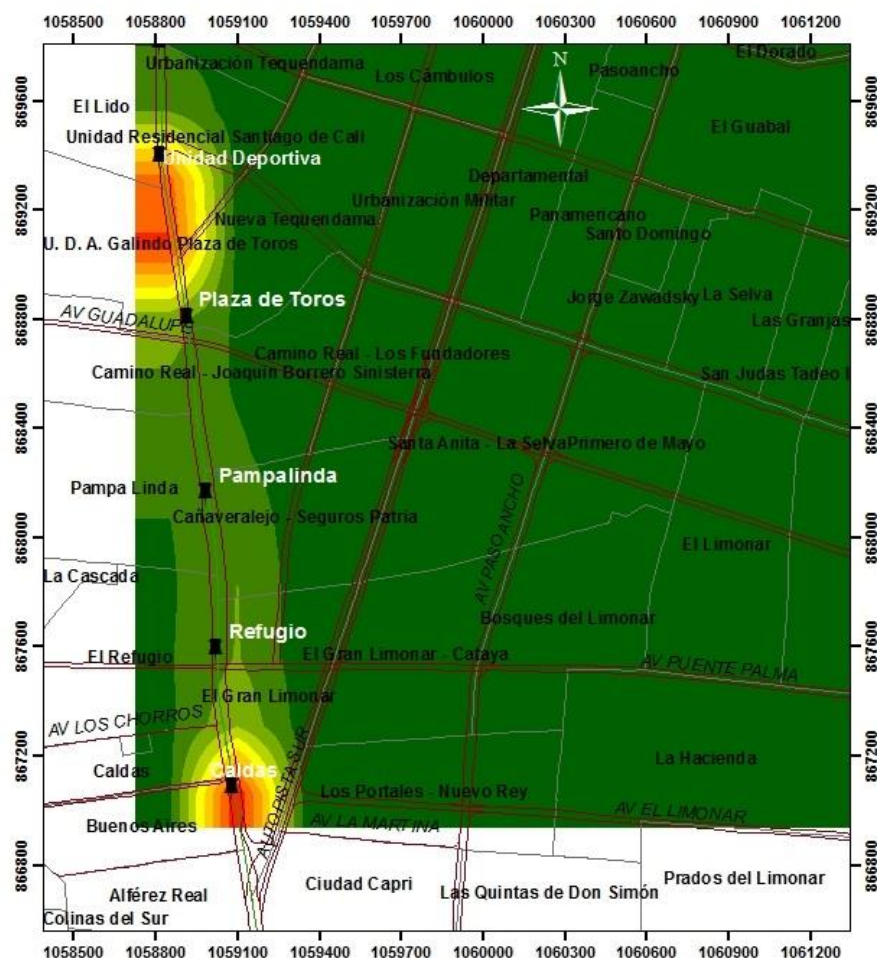 1058500 1058800 1059100 1059400 1059700 1060000 1060300 1060600 1060900 1061200
El Dorado
Urbanización Tequendama
N
Pasoancho
Los Cámbulos
869600
El Lido
869600
El Guabal
Unidad Residencial Santiago de Cali
Unidad Deportiva
Departamental
869200
Urbanización Militar
869200
Nueva Tequendama
Panamericano
Santo Domingo
U. D. A. Galindo Plaza de Toros
Plaza de Toros
Jorge Zawadsky
La Selva
868800
AV GUADALUPE
Las Granjas
868800
Camino Real - Los Fundadores
Camino Real - Joaquín Borrero Sinisterra
San Judas Tadeo I
868400
Santa Anita - La Selva
Primero de Mayo
868400
Pampalinda
Pampa Linda
Cañaveralejo - Seguros Patria
868000
El Limonar
868000
La Cascada
AV PASOANCHO
Bosques del Limonar
867600
Refugio
867600
El Refugio
El Gran Limonar - Cataya
AV PUENTE PALMA
El Gran Limonar
AV LOS CHORROS
867200
La Hacienda
867200
Caldas
Caldas
AUTOPISTA SUR
Los Portales - Nuevo Rey
AV EL LIMONAR
Buenos Aires
AV LA MARTINA
866800
Alférez Real
Ciudad Capri
Las Quintas de Don Simón
Prados del Limonar
866800
Colinas del Sur
1058500 1058800 1059100 1059400 1059700 1060000 1060300 1060600 1060900 1061200